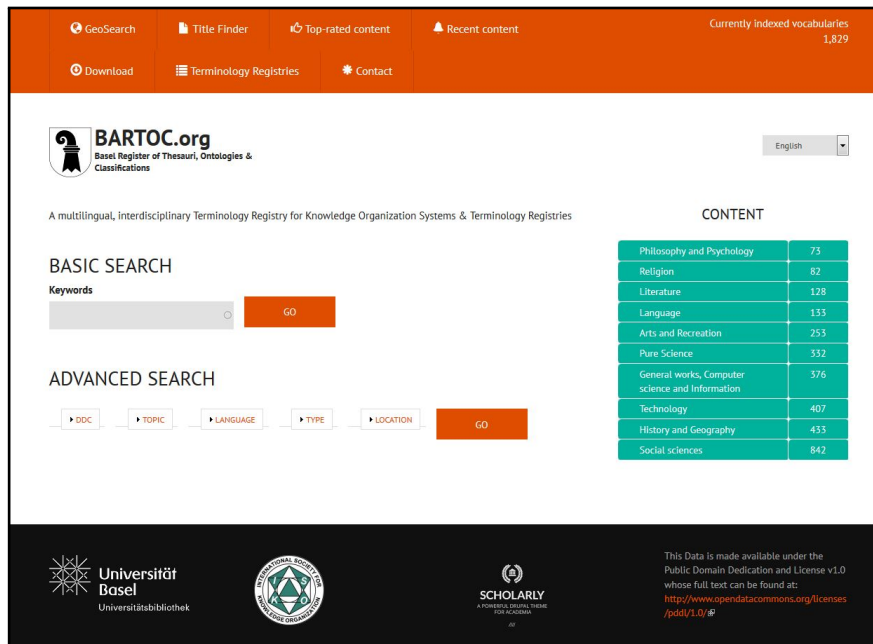 GeoSearch
Title Finder
Top-rated content
Recent content
Currently indexed vocabularies
1,829
Download
Terminology Registries
Contact
BARTOC.org
Basel Register of Thesauri, Ontologies &
Classifications
English
A multilingual, interdisciplinary Terminology Registry for Knowledge Organization Systems & Terminology Registries
BASIC SEARCH
Keywords
GO
ADVANCED SEARCH
DDC
TOPIC
LANGUAGE
TYPE
LOCATION
GO
CONTENT
Philosophy and Psychology 73
Religion 82
Literature 128
Language 133
Arts and Recreation 253
Pure Science 332
General works, Computer 376
science and Information
Technology 407
History and Geography 433
Social sciences 842
Universität
Basel
Universitätsbibliothek
INTERNATIONAL SOCIETY FOR
KNOWLEDGE ORGANIZATION
I S K O
SCHOLARLY
A POWERFUL DRUPAL THEME
FOR ACADEMIA
///
This Data is made available under the
Public Domain Dedication and License v1.0
whose full text can be found at:
http://www.opendatacommons.org/licenses
/pddl/1.0/